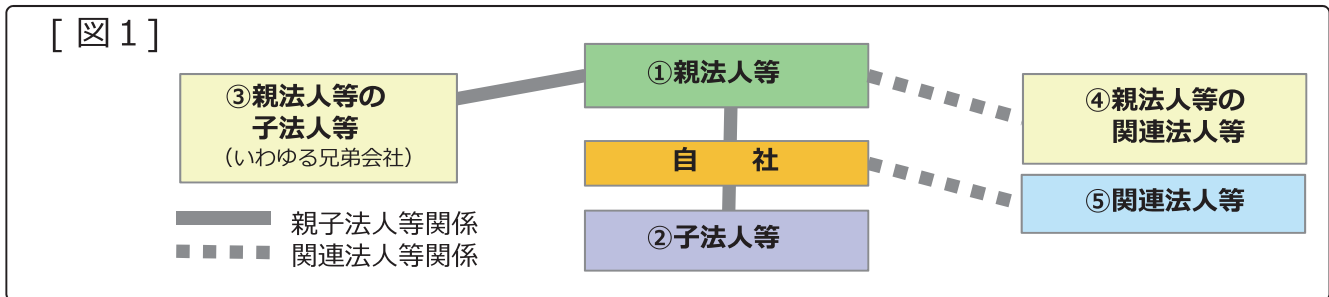 [ 図1 ]
①親法人等
③親法人等の
子法人等
（いわゆる兄弟会社）
④親法人等の
関連法人等
自　社
⑤関連法人等
②子法人等
親子法人等関係
関連法人等関係